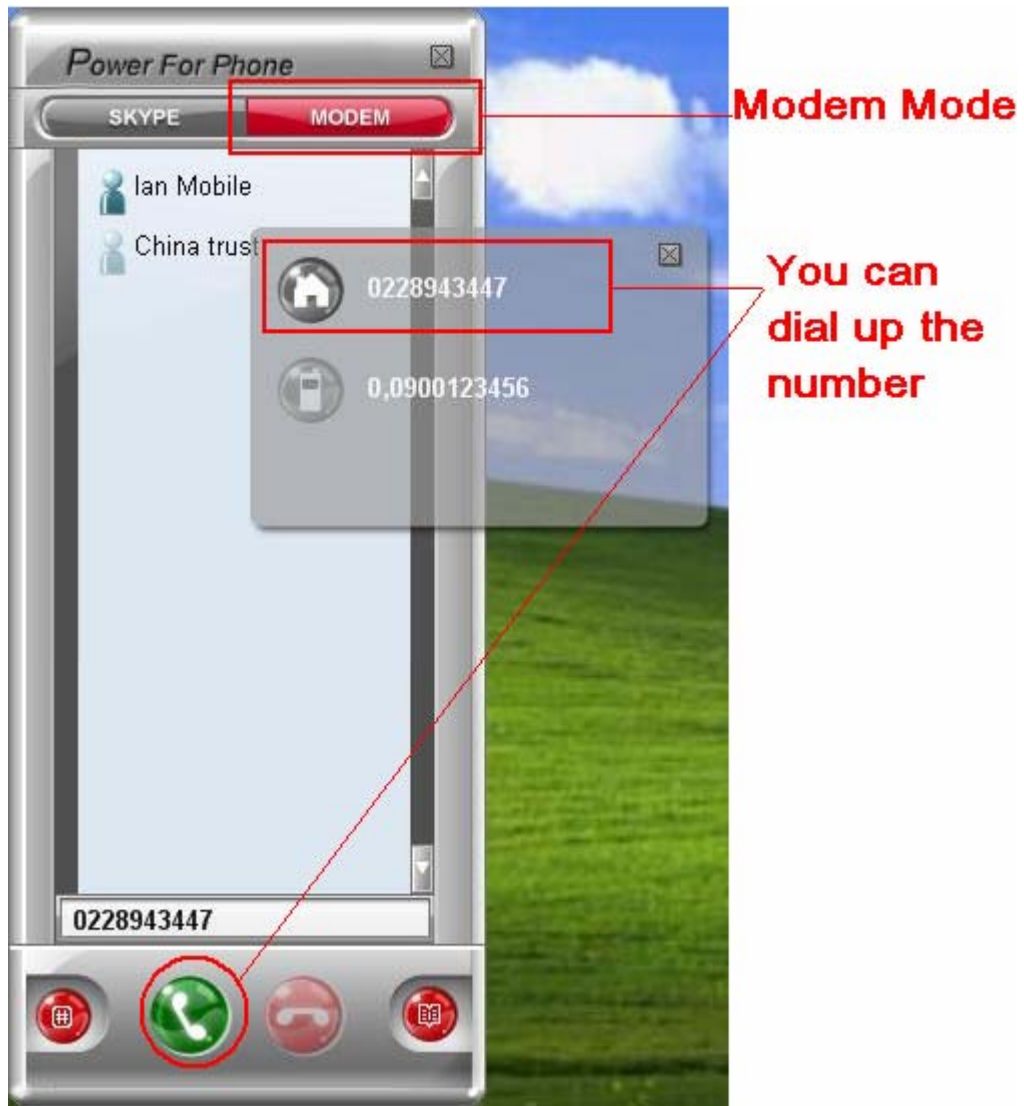 Power For Phone
SKYPE
MODEM
Modem Mode
Ian Mobile
China trust
0228943447
You can
dial up the
number
0,0900123456
0228943447
#